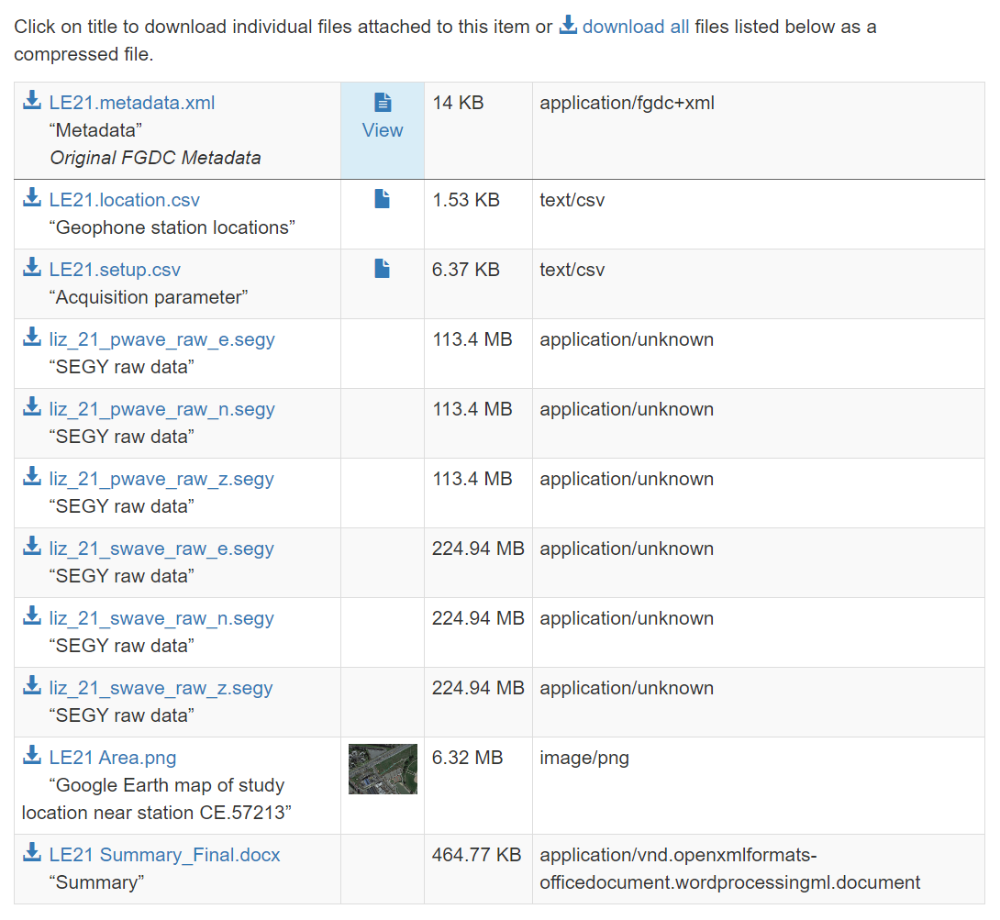 Click on title to download individual files attached to this item or download all files listed below as a
compressed file.
LE21.metadata.xml View 14 KB application/fgdc+xml
“Metadata”
Original FGDC Metadata
LE21.location.csv 1.53 KB text/csv
“Geophone station locations”
LE21.setup.csv 6.37 KB text/csv
“Acquisition parameter”
liz_21_pwave_raw_e.segy 113.4 MB application/unknown
“SEGY raw data”
liz_21_pwave_raw_n.segy 113.4 MB application/unknown
“SEGY raw data”
liz_21_pwave_raw_z.segy 113.4 MB application/unknown
“SEGY raw data”
liz_21_swave_raw_e.segy 224.94 MB application/unknown
“SEGY raw data”
liz_21_swave_raw_n.segy 224.94 MB application/unknown
“SEGY raw data”
liz_21_swave_raw_z.segy 224.94 MB application/unknown
“SEGY raw data”
LE21 Area.png 6.32 MB image/png
“Google Earth map of study
location near station CE.57213”
LE21 Summary_Final.docx 464.77 KB application/vnd.openxmlformats-
“Summary” officedocument.wordprocessingml.document